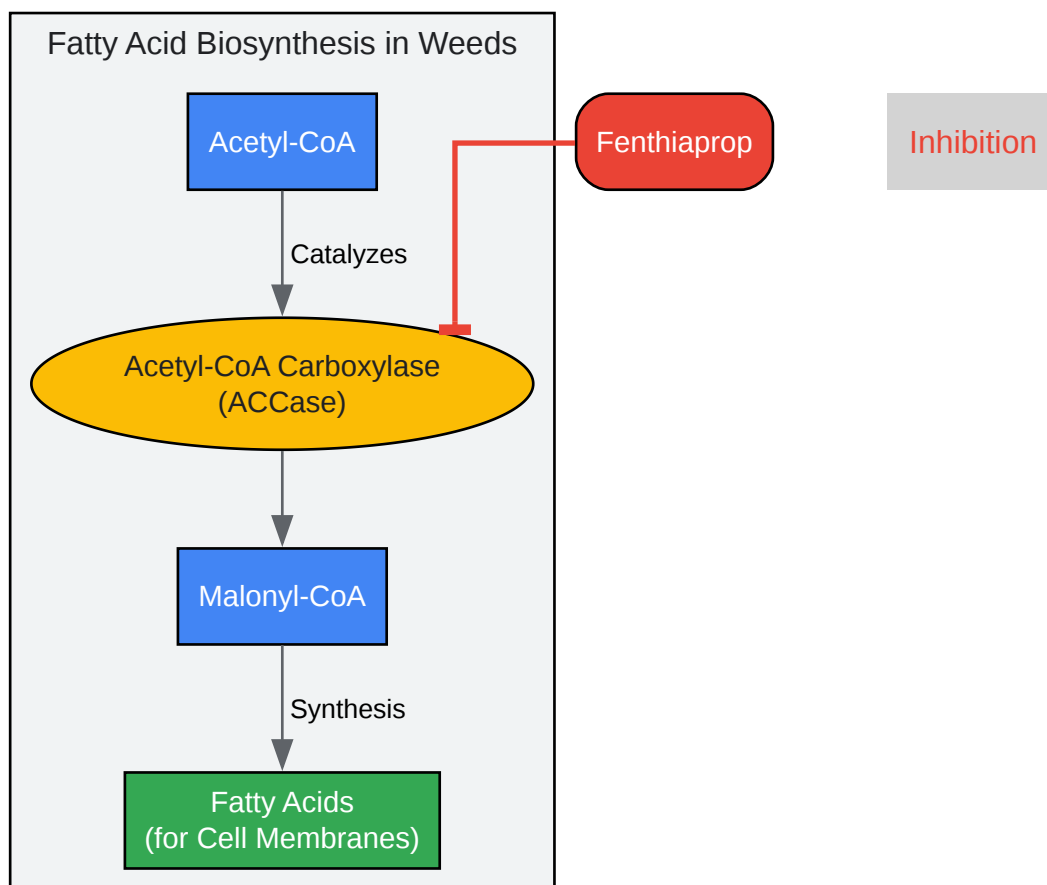 Fatty Acid Biosynthesis in Weeds
Acetyl-CoA
Fenthiaprop
Inhibition
Catalyzes
Acetyl-CoA Carboxylase
(ACCase)
Malonyl-CoA
Synthesis
Fatty Acids
(for Cell Membranes)